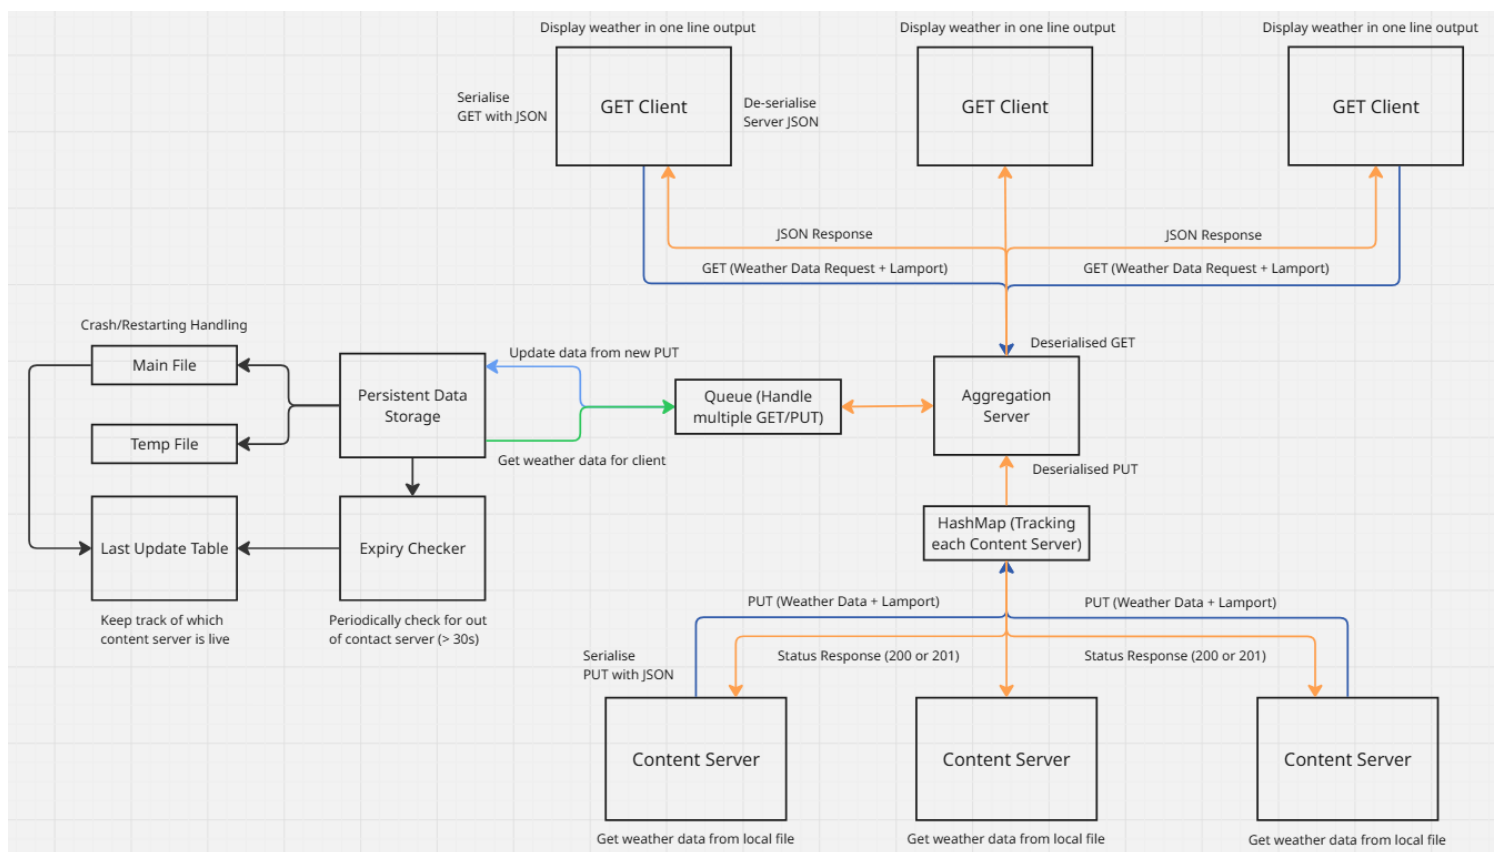 Display weather in one line output
Display weather in one line output
Display weather in one line output
Serialise
GET with JSON
GET Client
De-serialise
Server JSON
GET Client
GET Client
JSON Response
JSON Response
GET (Weather Data Request + Lamport)
GET (Weather Data Request + Lamport)
Crash/Restarting Handling
Main File
Temp File
Persistent Data
Storage
Update data from new PUT
Get weather data for client
Queue (Handle
multiple GET/PUT)
Deserialised GET
Aggregation
Server
Deserialised PUT
HashMap (Tracking
each Content Server)
Last Update Table
Expiry Checker
Keep track of which
content server is live
Periodically check for out
of contact server (> 30s)
PUT (Weather Data + Lamport)
PUT (Weather Data + Lamport)
Serialise
PUT with JSON
Status Response (200 or 201)
Status Response (200 or 201)
Content Server
Content Server
Content Server
Get weather data from local file
Get weather data from local file
Get weather data from local file